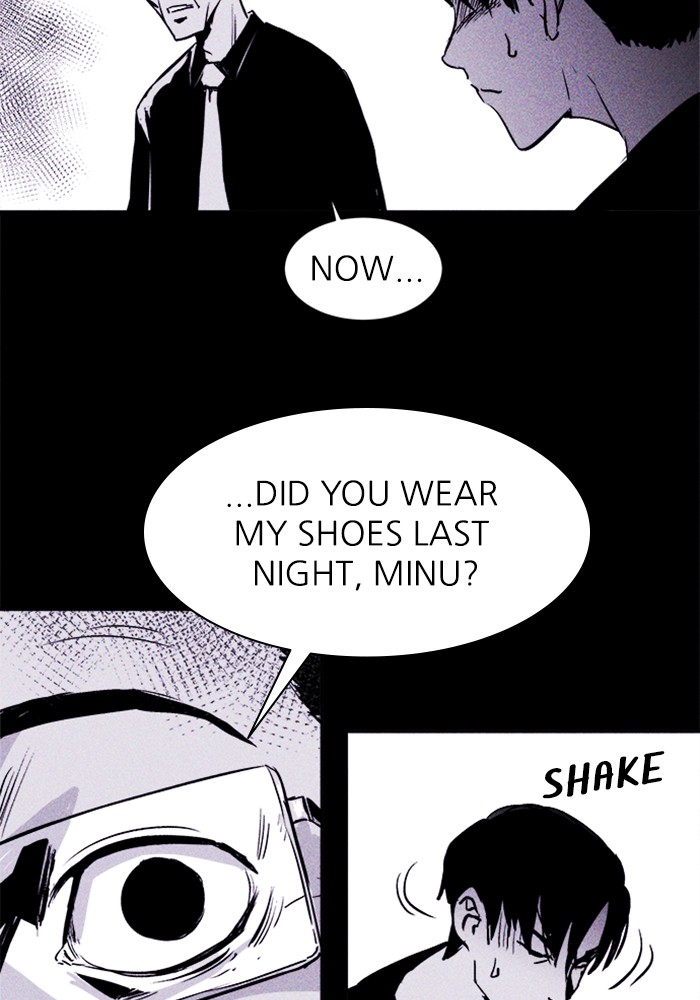 NOW...
...DID YOU WEAR
MY SHOES LAST
NIGHT, MINU?
SHAKE